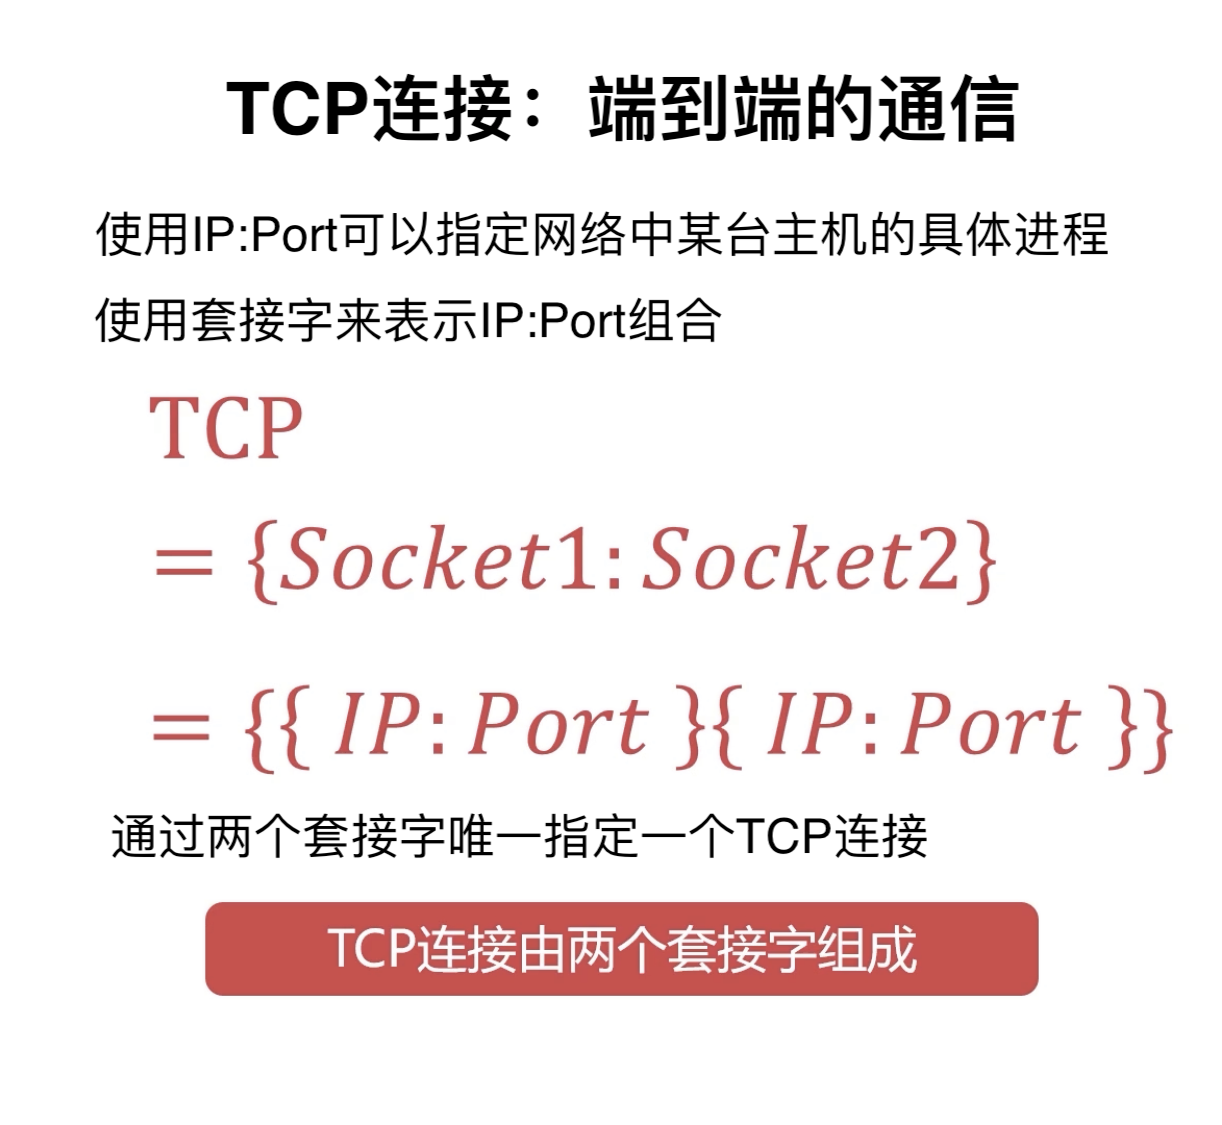 TCP连接：端到端的通信
使用IP:Port可以指定网络中某台主机的具体进程
使用套接字来表示IP:Port组合
TCP
= {Socket1: Socket2}
= {{ IP: Port }{ IP: Port }}
通过两个套接字唯一指定一个TCP连接
TCP连接由两个套接字组成